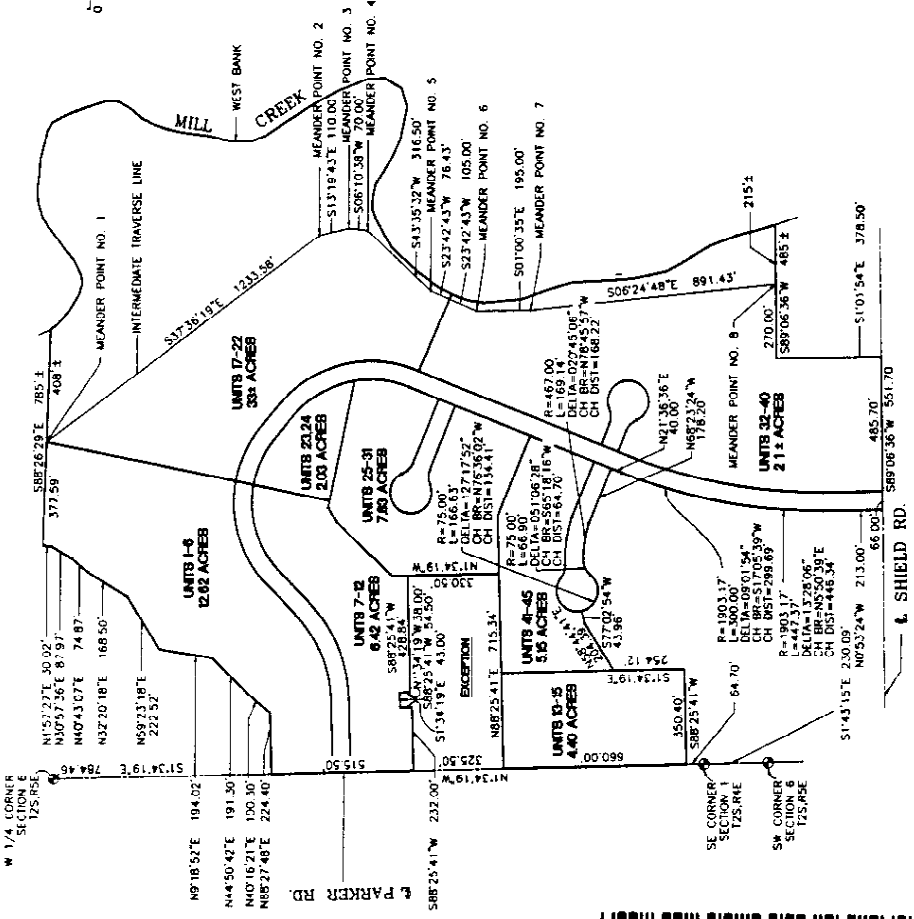 W 1/4 CORNER
SECTION 6
T2S,R5E
784.46
S1°34'19"E
N1°57'27"E 30.02'
N30°57'36"E 87.97'
N40°43'07"E 74.87'
N32°20'18"E 168.50'
N59°23'18"E
222.52'
N9°18'52"E 194.02'
N44°50'42"E 191.30'
N40°16'21"E 100.30'
N88°27'48"E 224.40'
377.59'
S88°26'29"E 785'±
408'±
MEANDER POINT NO. 1
INTERMEDIATE TRAVERSE LINE
S37°36'19"E 1233.58'
MILL
CREEK
WEST BANK
MEANDER POINT NO. 2
S13°19'43"E 110.00'
MEANDER POINT NO. 3
S06°10'38"W 70.00'
MEANDER POINT NO. 4
S43°35'32"W 316.50'
MEANDER POINT NO. 5
S23°42'43"W 76.43'
S23°42'43"W 105.00'
MEANDER POINT NO. 6
S01°00'35"E 195.00'
MEANDER POINT NO. 7
S06°24'48"E 891.43'
215'±
485'±
270.00'
S89°06'36"W
MEANDER POINT NO. 8
S1°01'54"E 378.50'
UNITS 1-6
12.62 ACRES
UNITS 17-22
33± ACRES
UNITS 23,24
2.03 ACRES
UNITS 25-31
7.83 ACRES
UNITS 7-12
6.42 ACRES
515.50'
℄ PARKER RD.
S88°25'41"W 232.00'
S88°25'41"W
428.84'
N1°34'19"W 38.00'
S88°25'41"W 54.50'
S1°34'19"E 43.00'
N1°34'19"W
330.50'
EXCEPTION
325.50'
N1°34'19"W
N88°25'41"E 715.34'
R=75.00'
L=166.63'
DELTA=127°17'52"
CH BR=N76°36'02"W
CH DIST=134.41'
R=75.00'
L=66.90'
DELTA=051°06'28"
CH BR=S65°18'16"W
CH DIST=64.70'
R=467.00
L=169.14'
DELTA=020°45'06"
CH BR=N78°45'57"W
CH DIST=168.22'
N21°36'36"E
40.00'
N68°23'24"W
178.20'
UNITS 41-45
5.15 ACRES
S77°02'54"W
43.96'
254.12'
S1°34'19"E
UNITS 13-15
4.40 ACRES
660.00'
350.40'
S88°25'41"W
64.70'
SE CORNER
SECTION 1
T2S,R4E
SW CORNER
SECTION 6
T2S,R5E
S1°43'15"E 230.09'
N0°53'24"W 213.00'
66.00'
R=1903.17'
L=300.00'
DELTA=09°01'54"
CH BR=S17°05'39"W
CH DIST=299.69'
R=1903.17'
L=447.37'
DELTA=13°28'06"
CH BR=N5°50'39"E
CH DIST=446.34'
UNITS 32-40
21± ACRES
485.70'
S89°06'36"W 551.70
℄ SHIELD RD.